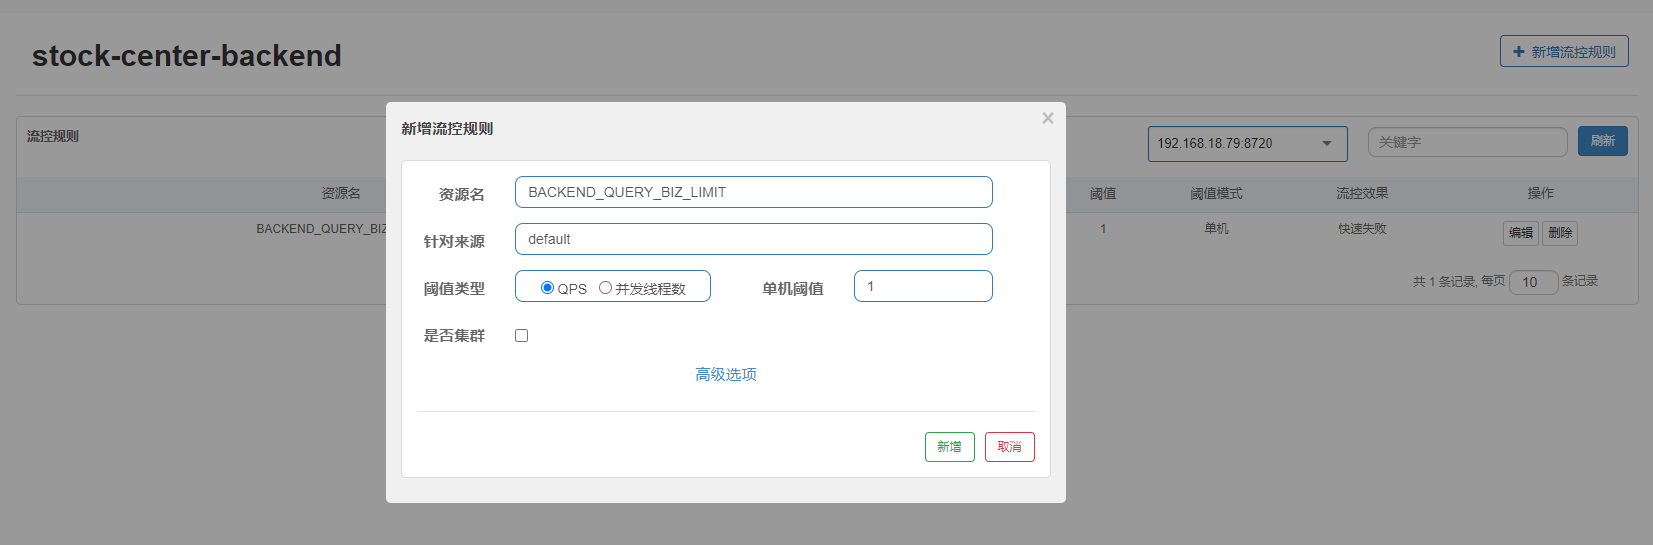 stock-center-backend
新增流控规则
流控规则
192.168.18.79:8720
关键字
刷新
资源名
阈值
阈值模式
流控效果
操作
BACKEND_QUERY_BIZ
1
单机
快速失败
编辑
删除
共 1 条记录, 每页 10 条记录
新增流控规则
×
资源名
BACKEND_QUERY_BIZ_LIMIT
针对来源
default
阈值类型
QPS
并发线程数
单机阈值
1
是否集群
高级选项
新增
取消